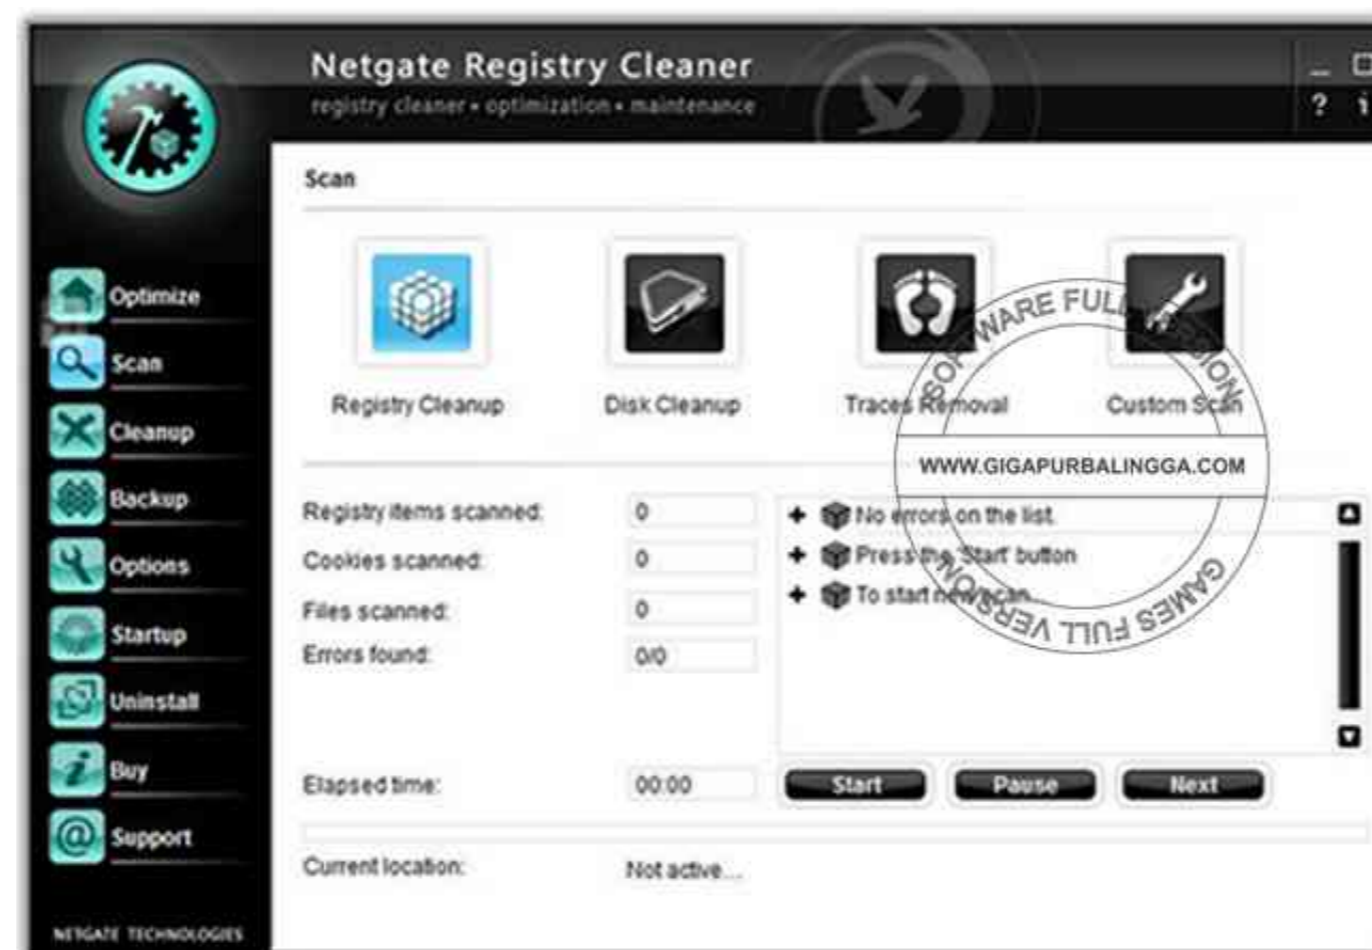 Netgate Registry Cleaner
registry cleaner • optimization • maintenance
? i
Scan
Optimize
Scan
Cleanup
Backup
Options
Startup
Uninstall
Buy
Support
NETGATE TECHNOLOGIES
Registry Cleanup
Disk Cleanup
Traces Removal
Custom Scan
SOFTWARE FULL VERSION
WWW.GIGAPURBALINGGA.COM
GAMES FULL VERSION
Registry items scanned: 0
Cookies scanned: 0
Files scanned: 0
Errors found: 0/0
No errors on the list.
Press the 'Start' button
To start new scan...
Elapsed time: 00:00
Start Pause Next
Current location: Not active...